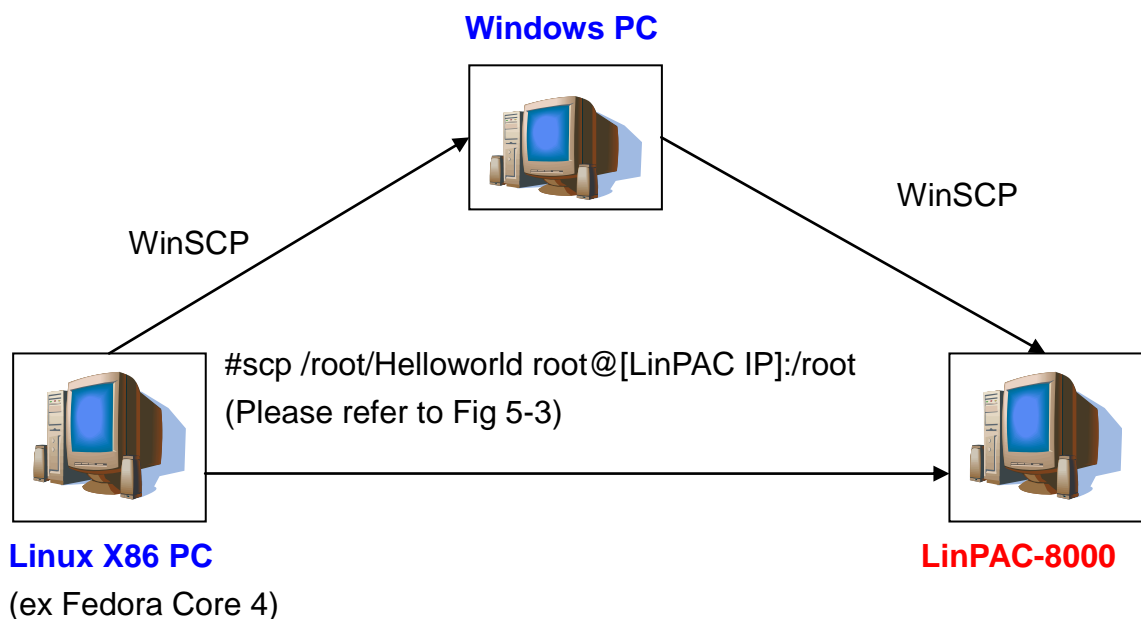 Windows PC
WinSCP
WinSCP
#scp /root/Helloworld root@[LinPAC IP]:/root
(Please refer to Fig 5-3)
Linux X86 PC
LinPAC-8000
(ex Fedora Core 4)